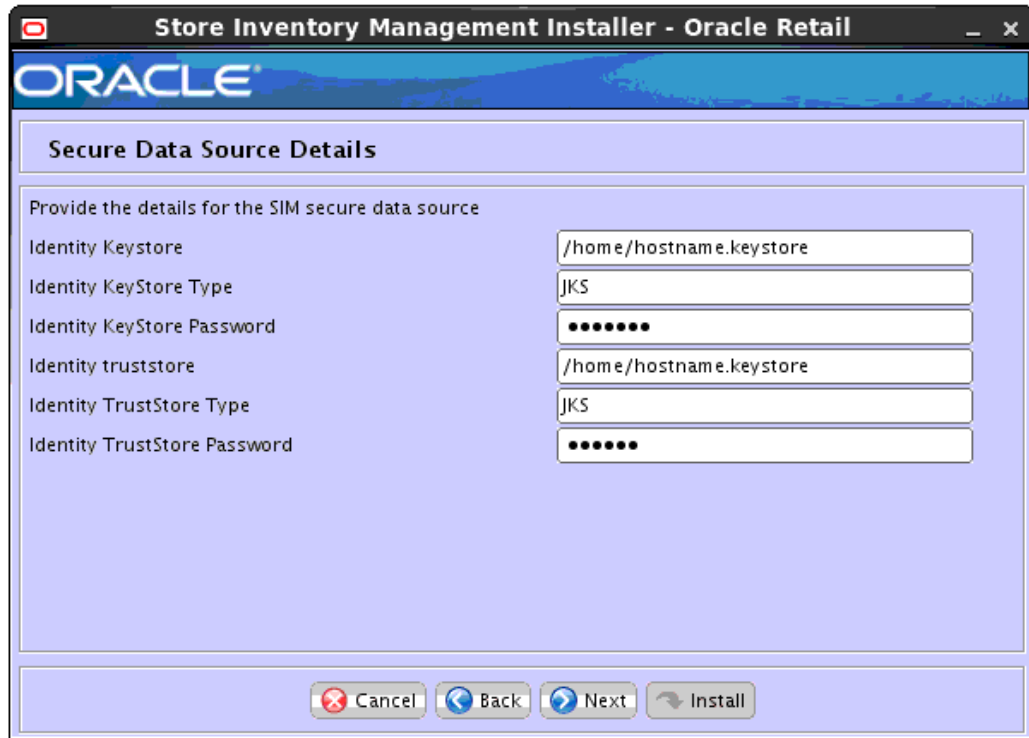 Store Inventory Management Installer - Oracle Retail
ORACLE
Secure Data Source Details
Provide the details for the SIM secure data source
Identity Keystore /home/hostname.keystore
Identity KeyStore Type JKS
Identity KeyStore Password •••••••
Identity truststore /home/hostname.keystore
Identity TrustStore Type JKS
Identity TrustStore Password ••••••
Cancel Back Next Install